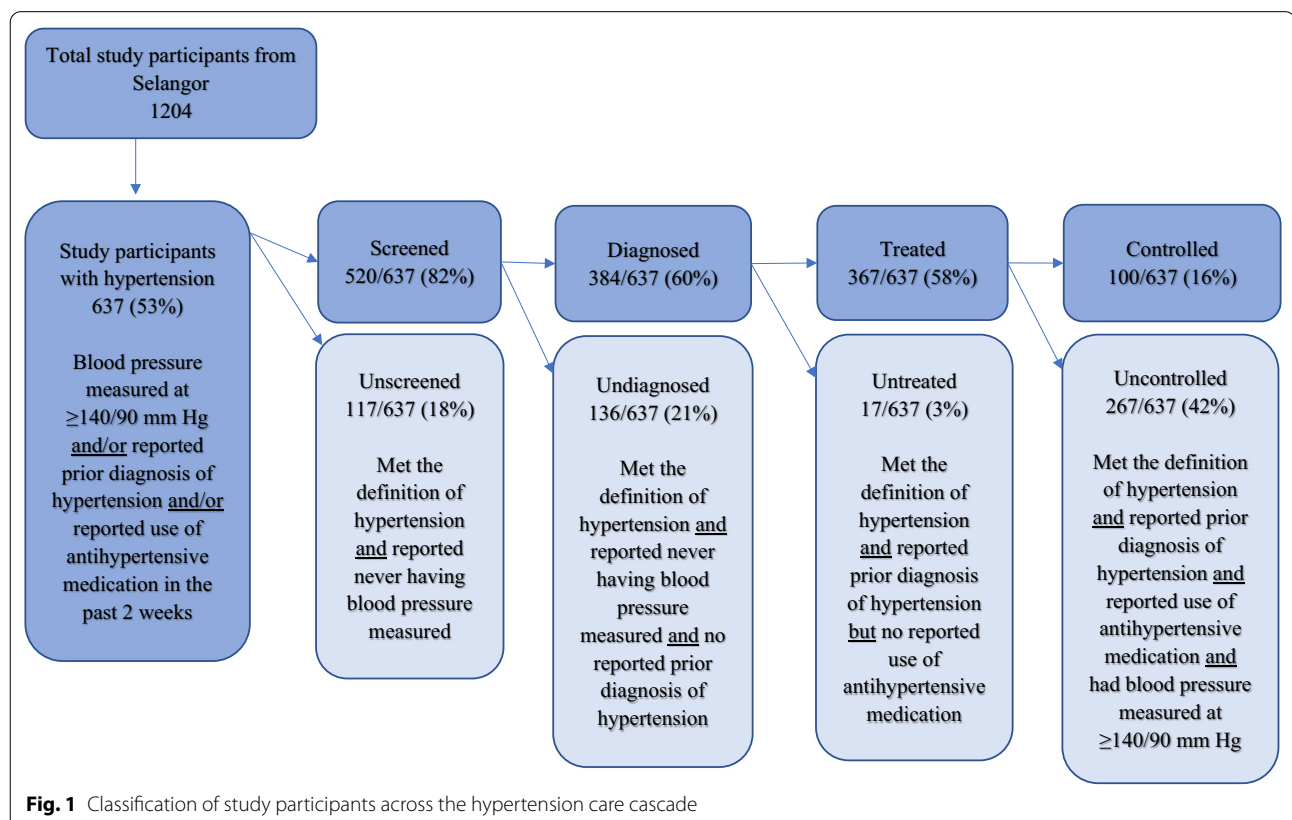 Total study participants from
Selangor
1204
Study participants
with hypertension
637 (53%)
Blood pressure
measured at
≥140/90 mm Hg
and/or reported
prior diagnosis of
hypertension and/or
reported use of
antihypertensive
medication in the
past 2 weeks
Screened
520/637 (82%)
Unscreened
117/637 (18%)
Met the
definition of
hypertension
and reported
never having
blood pressure
measured
Diagnosed
384/637 (60%)
Undiagnosed
136/637 (21%)
Met the
definition of
hypertension and
reported never
having blood
pressure
measured and no
reported prior
diagnosis of
hypertension
Treated
367/637 (58%)
Untreated
17/637 (3%)
Met the
definition of
hypertension
and reported
prior diagnosis
of hypertension
but no reported
use of
antihypertensive
medication
Controlled
100/637 (16%)
Uncontrolled
267/637 (42%)
Met the definition
of hypertension
and reported prior
diagnosis of
hypertension and
reported use of
antihypertensive
medication and
had blood pressure
measured at
≥140/90 mm Hg
Fig. 1 Classification of study participants across the hypertension care cascade